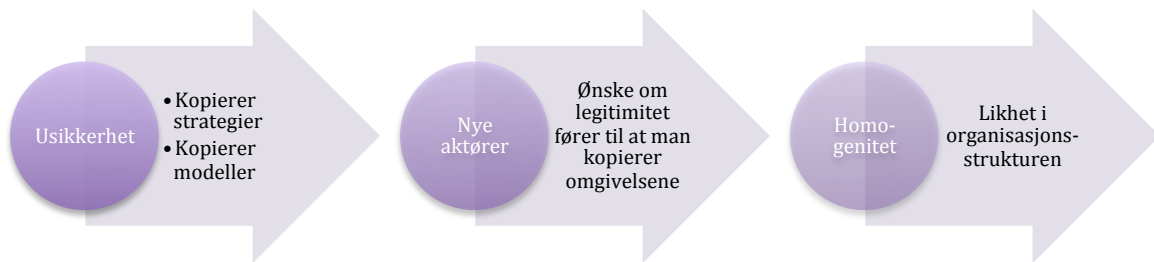 Usikkerhet
• Kopierer
strategier
• Kopierer
modeller
Nye
aktører
Ønske om
legitimitet
fører til at man
kopierer
omgivelsene
Homo-
genitet
Likhet i
organisasjons-
strukturen